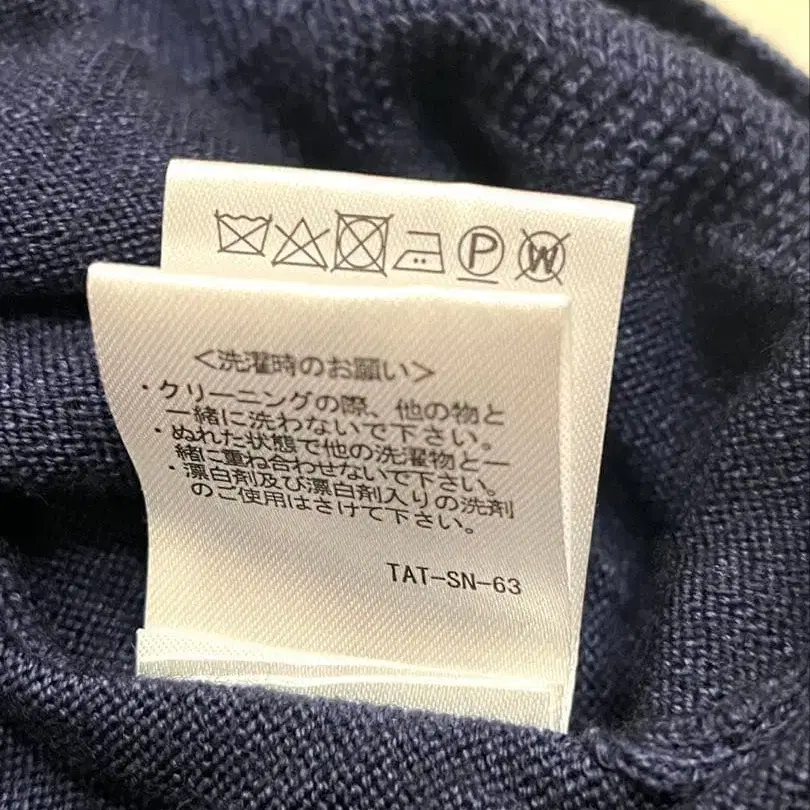 P W
<洗濯時のお願い>
・クリーニングの際、他の物と
一緒に洗わないで下さい。
・ぬれた状態で他の洗濯物と一
緒に重ね合わせないで下さい。
・漂白剤及び漂白剤入りの洗剤
のご使用はさけて下さい。
TAT-SN-63